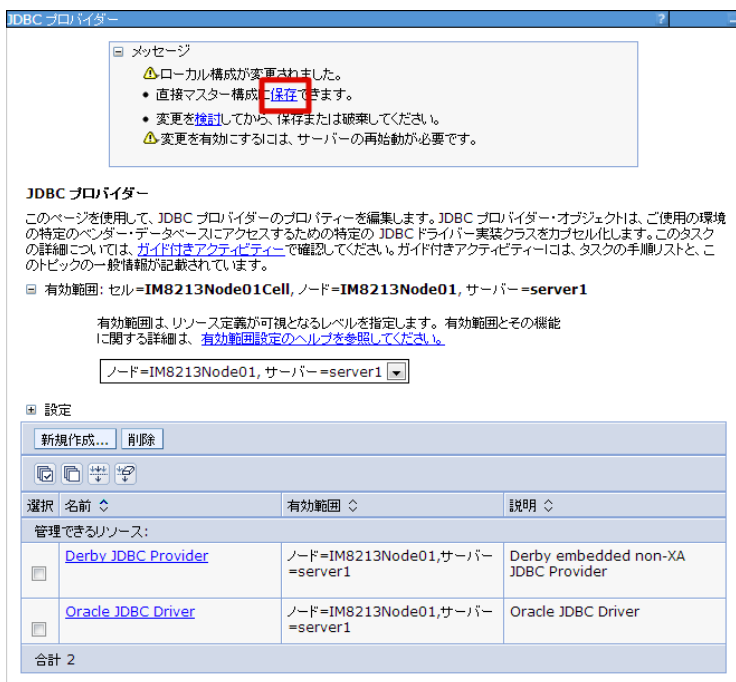 JDBC プロバイダー
?
メッセージ
ローカル構成が変更されました。
直接マスター構成に保存できます。
変更を検討してから、保存または破棄してください。
変更を有効にするには、サーバーの再始動が必要です。
JDBC プロバイダー
このページを使用して、JDBC プロバイダーのプロパティーを編集します。JDBC プロバイダー・オブジェクトは、ご使用の環境
の特定のベンダー・データベースにアクセスするための特定の JDBC ドライバー実装クラスをカプセル化します。このタスク
の詳細については、ガイド付きアクティビティーで確認してください。ガイド付きアクティビティーには、タスクの手順リストと、こ
のトピックの一般情報が記載されています。
有効範囲: セル=IM8213Node01Cell, ノード=IM8213Node01, サーバー=server1
有効範囲は、リソース定義が可視となるレベルを指定します。有効範囲とその機能
に関する詳細は、有効範囲設定のヘルプを参照してください。
ノード=IM8213Node01, サーバー=server1
設定
新規作成... 削除
選択 名前 有効範囲 説明
管理できるリソース:
Derby JDBC Provider ノード=IM8213Node01,サーバー Derby embedded non-XA
=server1 JDBC Provider
Oracle JDBC Driver ノード=IM8213Node01,サーバー Oracle JDBC Driver
=server1
合計 2